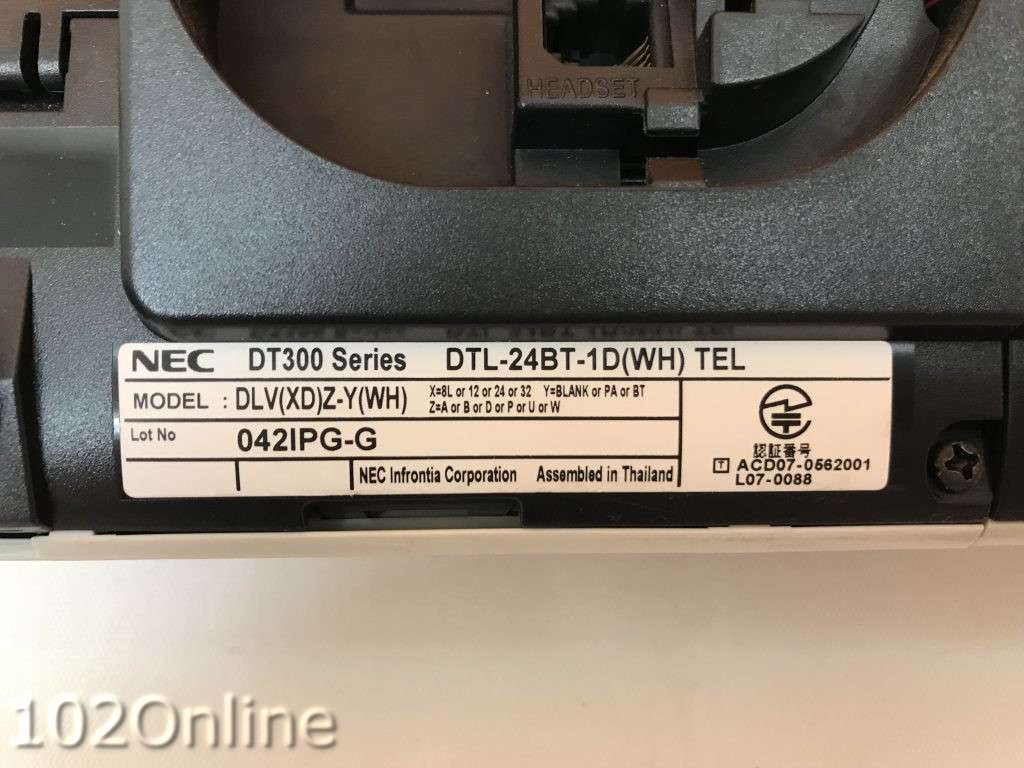 HEADSET
NEC DT300 Series DTL-24BT-1D(WH) TEL
MODEL : DLV(XD)Z-Y(WH) X=8L or 12 or 24 or 32 Y=BLANK or PA or BT
Z=A or B or D or P or U or W
Lot No 042IPG-G
認証番号
T ACD07-0562001
L07-0088
NEC Infrontia Corporation Assembled in Thailand
102Online